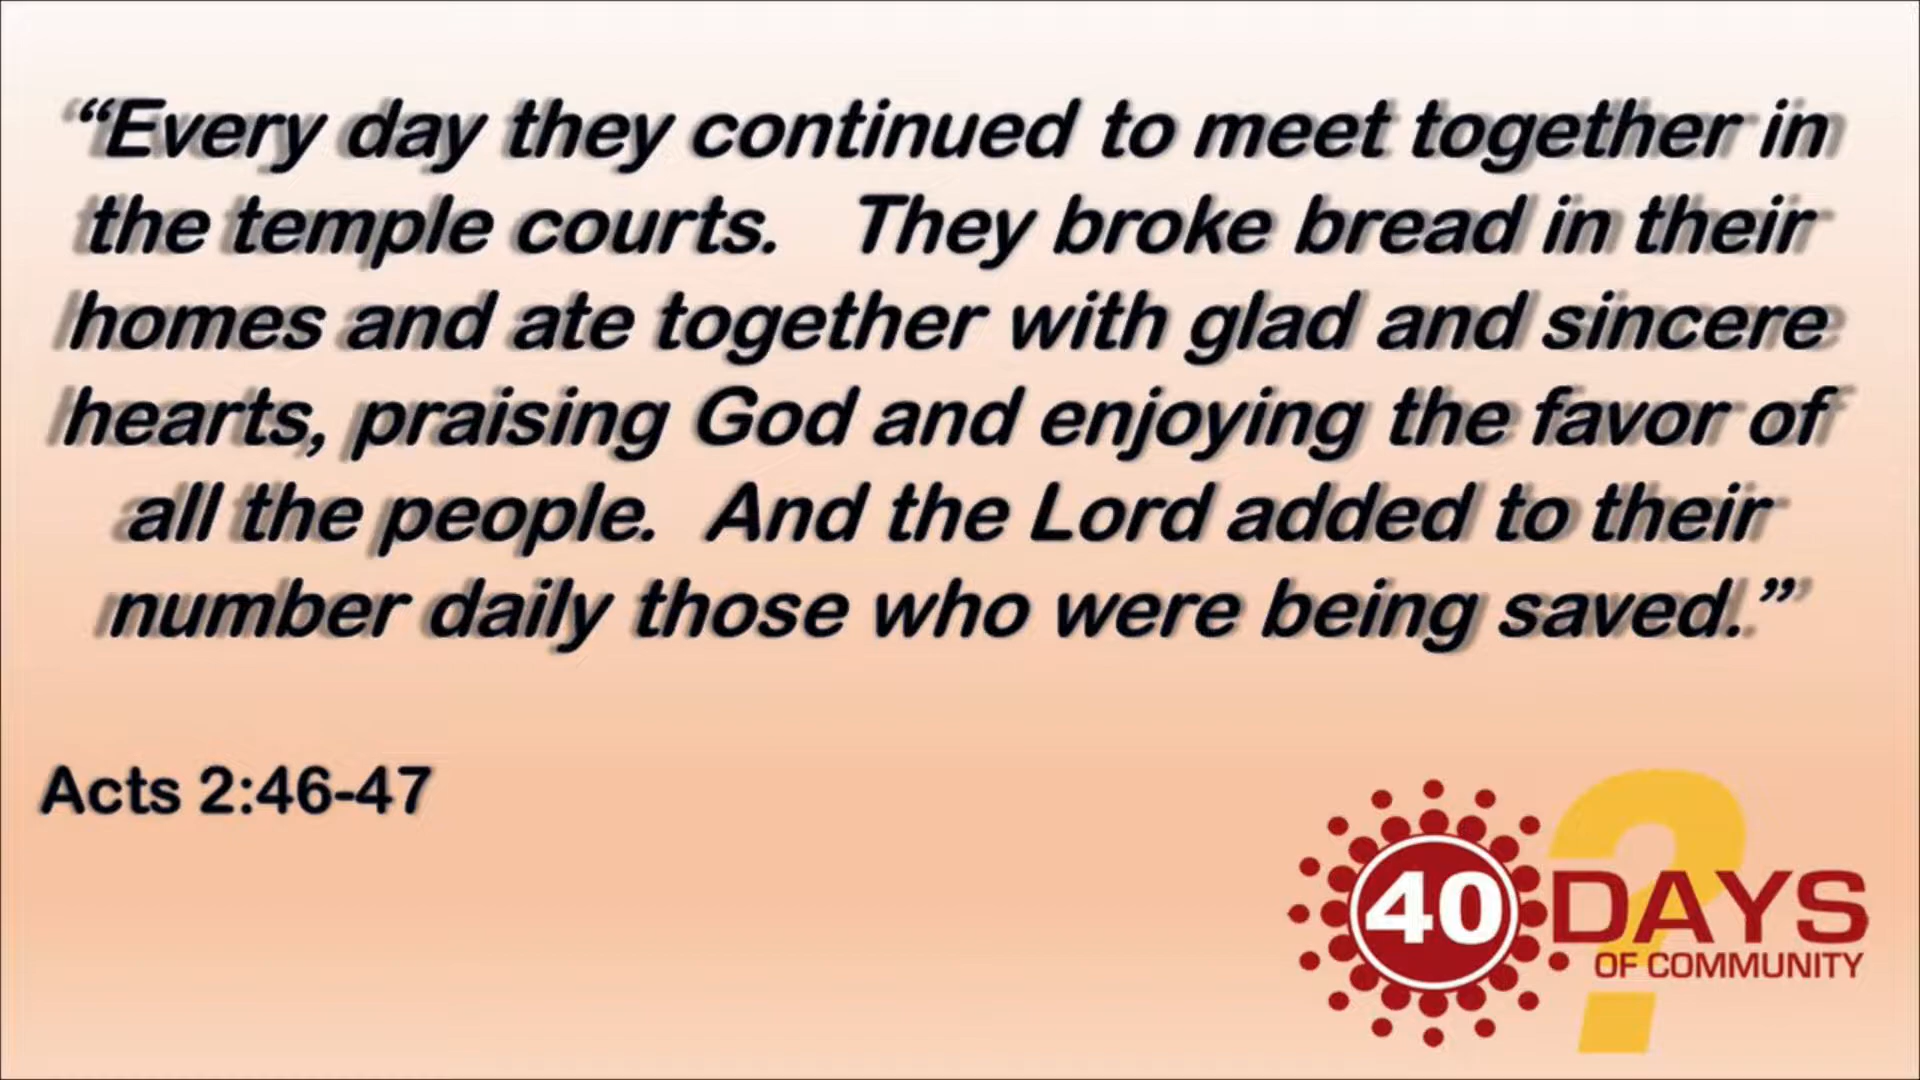 “Every day they continued to meet together in
the temple courts. They broke bread in their
homes and ate together with glad and sincere
hearts, praising God and enjoying the favor of
all the people. And the Lord added to their
number daily those who were being saved.”
Acts 2:46-47
?
40 DAYS
OF COMMUNITY